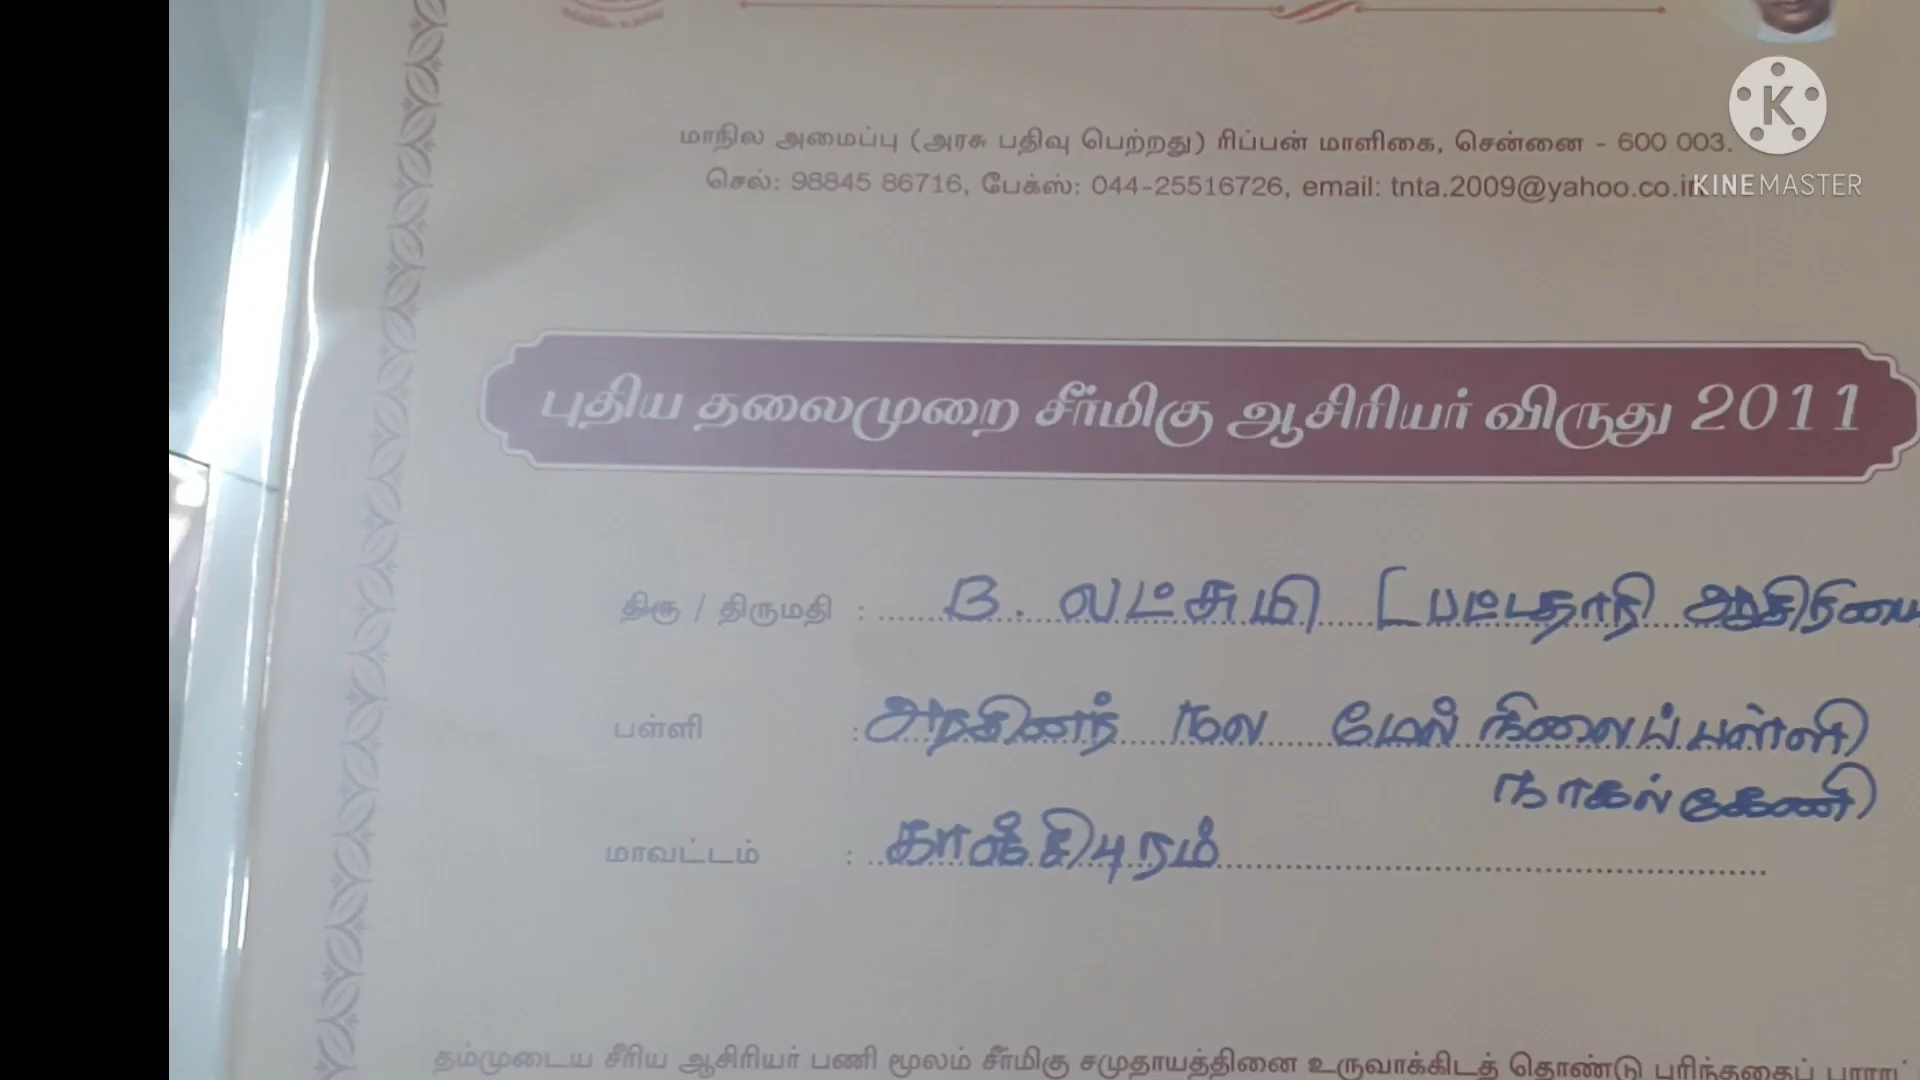 மாநில அமைப்பு (அரசு பதிவு பெற்றது) ரிப்பன் மாளிகை, சென்னை - 600 003.
செல்: 98845 86716, பேக்ஸ்: 044-25516726, email: tnta.2009@yahoo.co.in
KINEMASTER
புதிய தலைமுறை சீர்மிகு ஆசிரியர் விருது 2011
திரு / திருமதி : B. லட்சுமி [பட்டதாரி ஆசிரியை
பள்ளி : அரசினர் நல மேல் நிலைப் பள்ளி
நாகல்கேணி
மாவட்டம் : காஞ்சிபுரம்
தம்முடைய சீரிய ஆசிரியர் பணி மூலம் சீர்மிகு சமுதாயத்தினை உருவாக்கிடத் தொண்டு புரிந்ததைப்